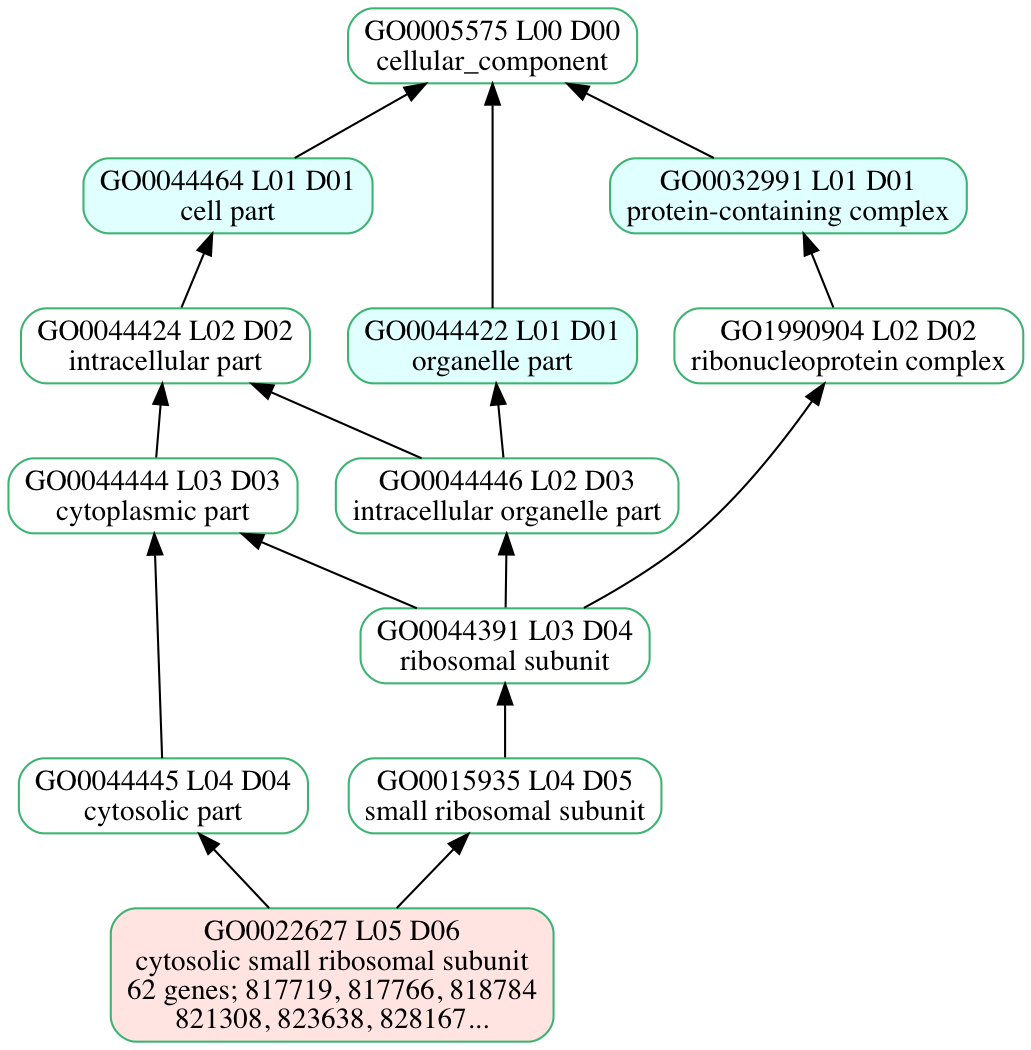 GO0005575 L00 D00
cellular_component
GO0044464 L01 D01
cell part
GO0032991 L01 D01
protein-containing complex
GO0044424 L02 D02
intracellular part
GO0044422 L01 D01
organelle part
GO1990904 L02 D02
ribonucleoprotein complex
GO0044444 L03 D03
cytoplasmic part
GO0044446 L02 D03
intracellular organelle part
GO0044391 L03 D04
ribosomal subunit
GO0044445 L04 D04
cytosolic part
GO0015935 L04 D05
small ribosomal subunit
GO0022627 L05 D06
cytosolic small ribosomal subunit
62 genes; 817719, 817766, 818784
821308, 823638, 828167...